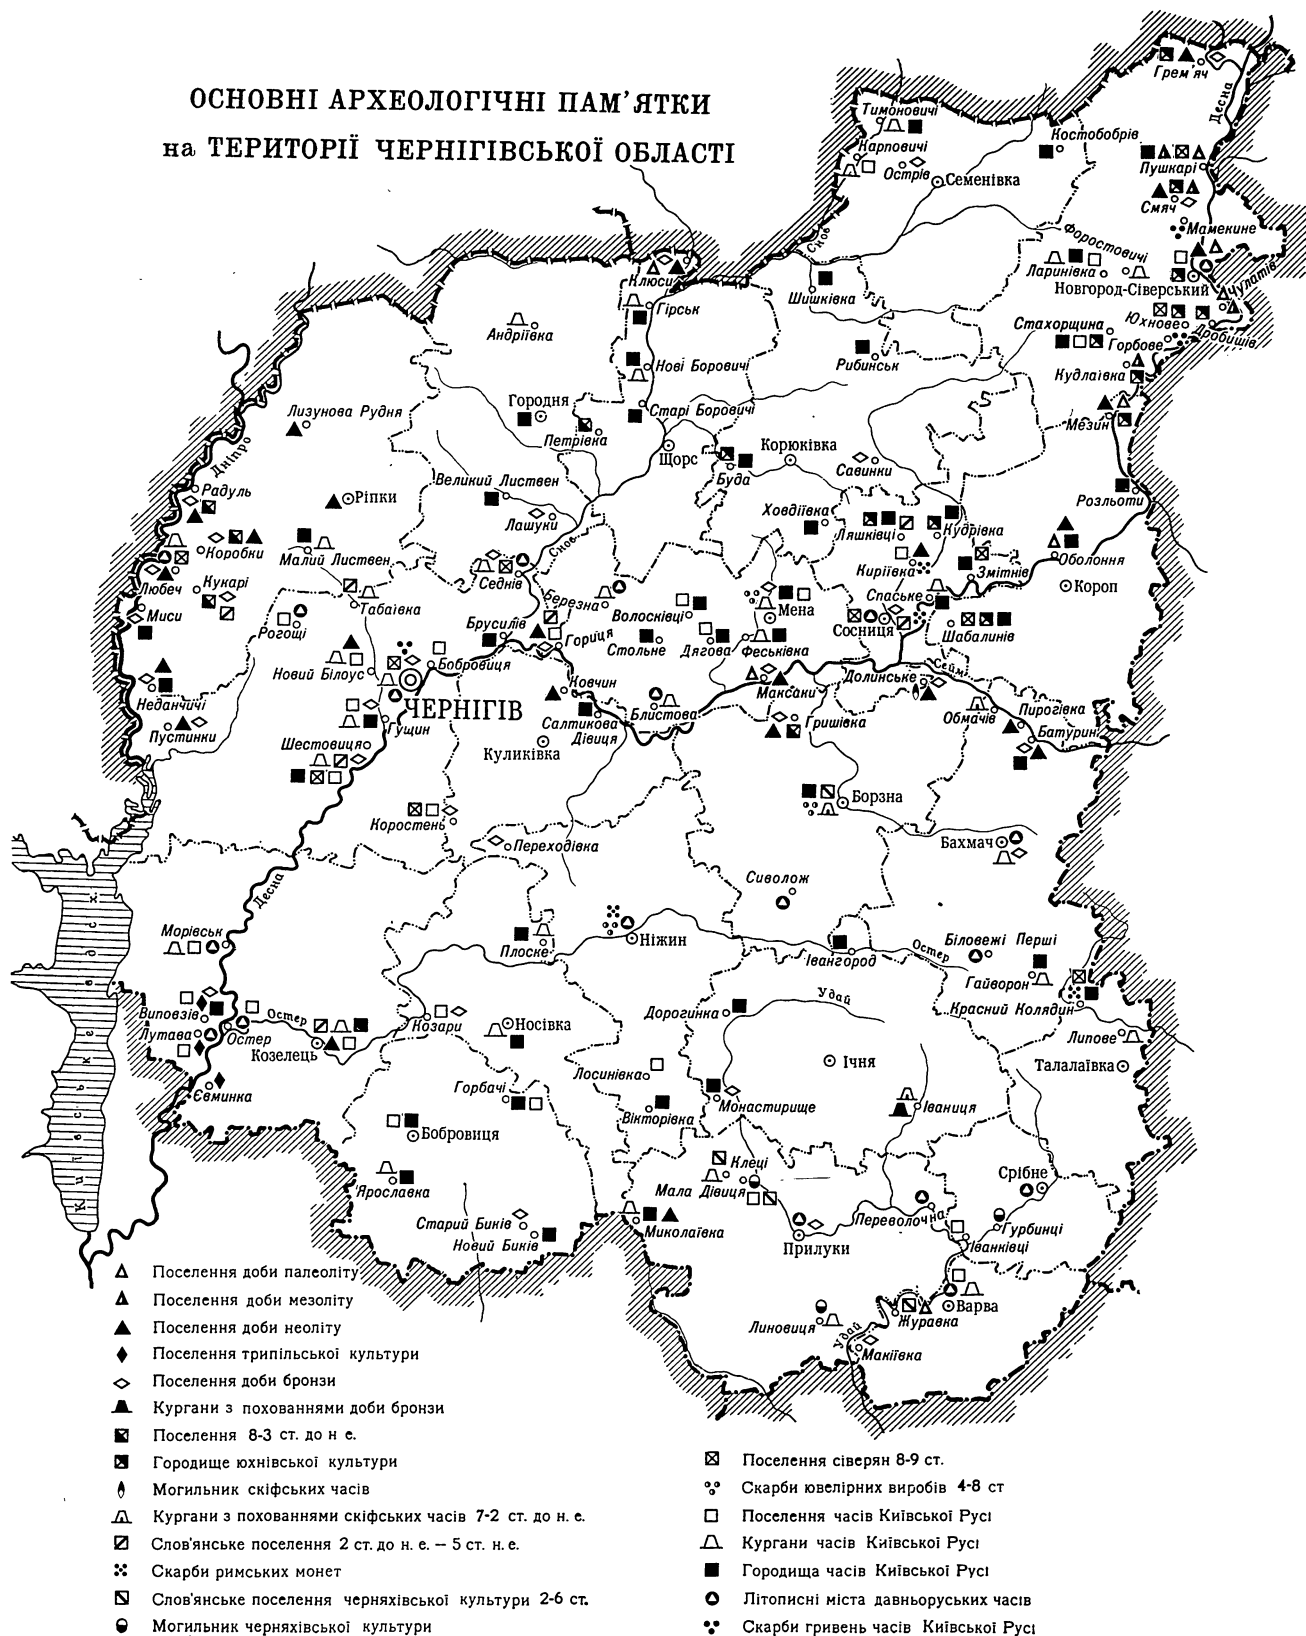 ОСНОВНІ АРХЕОЛОГІЧНІ ПАМ'ЯТКИ
на ТЕРИТОРІЇ ЧЕРНІГІВСЬКОЇ ОБЛАСТІ
Грем'яч
Десна
Тимоновичі
Костобобрів
Карповичі
Острів
Семенівка
Пушкарі
Смяч
Мамекине
Форостовичі
Снов
Ларинівка
Клюси
Шишківка
Новгород-Сіверський
Чулатів
Гірськ
Андріївка
Стахорщина
Юхнове
Дробишів
Горбове
Рибинськ
Нові Боровичі
Кудлаївка
Городня
Лизунова Рудня
Старі Боровичі
Петрівка
Мезин
Дніпро
Щорс
Корюківка
Савинки
Буда
Радуль
Ріпки
Великий Листвен
Розльоти
Лашуки
Ховдіївка
Ляшківці
Кудрівка
Коробки
Малий Листвен
Снов
Оболоння
Киріївка
Змітнів
Седнів
Любеч
Кукарі
Короп
Миси
Табаївка
Березна
Мена
Спаське
Рогощі
Волосківці
Брусилів
Сосниця
Шабалинів
Гориця
Стольне
Дягова
Феськівка
Новий Білоус
Бобровиця
Сейм
Долинське
Ковчин
Максаки
Неданчичі
ЧЕРНІГІВ
Блистова
Обмачів
Пирогівка
Салтикова
Дівиця
Гришівка
Пустинки
Гущин
Батурин
Шестовиця
Куликівка
Борзна
Коростень
Бахмач
Переходівка
Сиволож
Десна
Морівськ
Ніжин
Плоске
Івангород
Остер
Біловежі Перші
Гайворон
Київське вдсх.
Виповзів
Остер
Козари
Носівка
Дорогинка
Удай
Красний Колядин
Лутава
Остер
Козелець
Липове
Ічня
Талалаївка
Лосинівка
Євминка
Горбачі
Вікторівка
Монастирище
Іваниця
Бобровиця
Клеці
Срібне
Ярославка
Мала Дівиця
Переволочна
Старий Биків
Миколаївка
Гурбинці
Новий Биків
Прилуки
Іванківці
Варва
Журавка
Линовиця
Удай
Макіївка
Поселення доби палеоліту
Поселення доби мезоліту
Поселення доби неоліту
Поселення трипільської культури
Поселення доби бронзи
Кургани з похованнями доби бронзи
Поселення 8-3 ст. до н е.
Городище юхнівської культури
Могильник скіфських часів
Кургани з похованнями скіфських часів 7-2 ст. до н. е.
Слов'янське поселення 2 ст. до н. е. – 5 ст. н. е.
Скарби римських монет
Слов'янське поселення черняхівської культури 2-6 ст.
Могильник черняхівської культури
Поселення сіверян 8-9 ст.
Скарби ювелірних виробів 4-8 ст
Поселення часів Київської Русі
Кургани часів Київської Русі
Городища часів Київської Русі
Літописні міста давньоруських часів
Скарби гривень часів Київської Русі